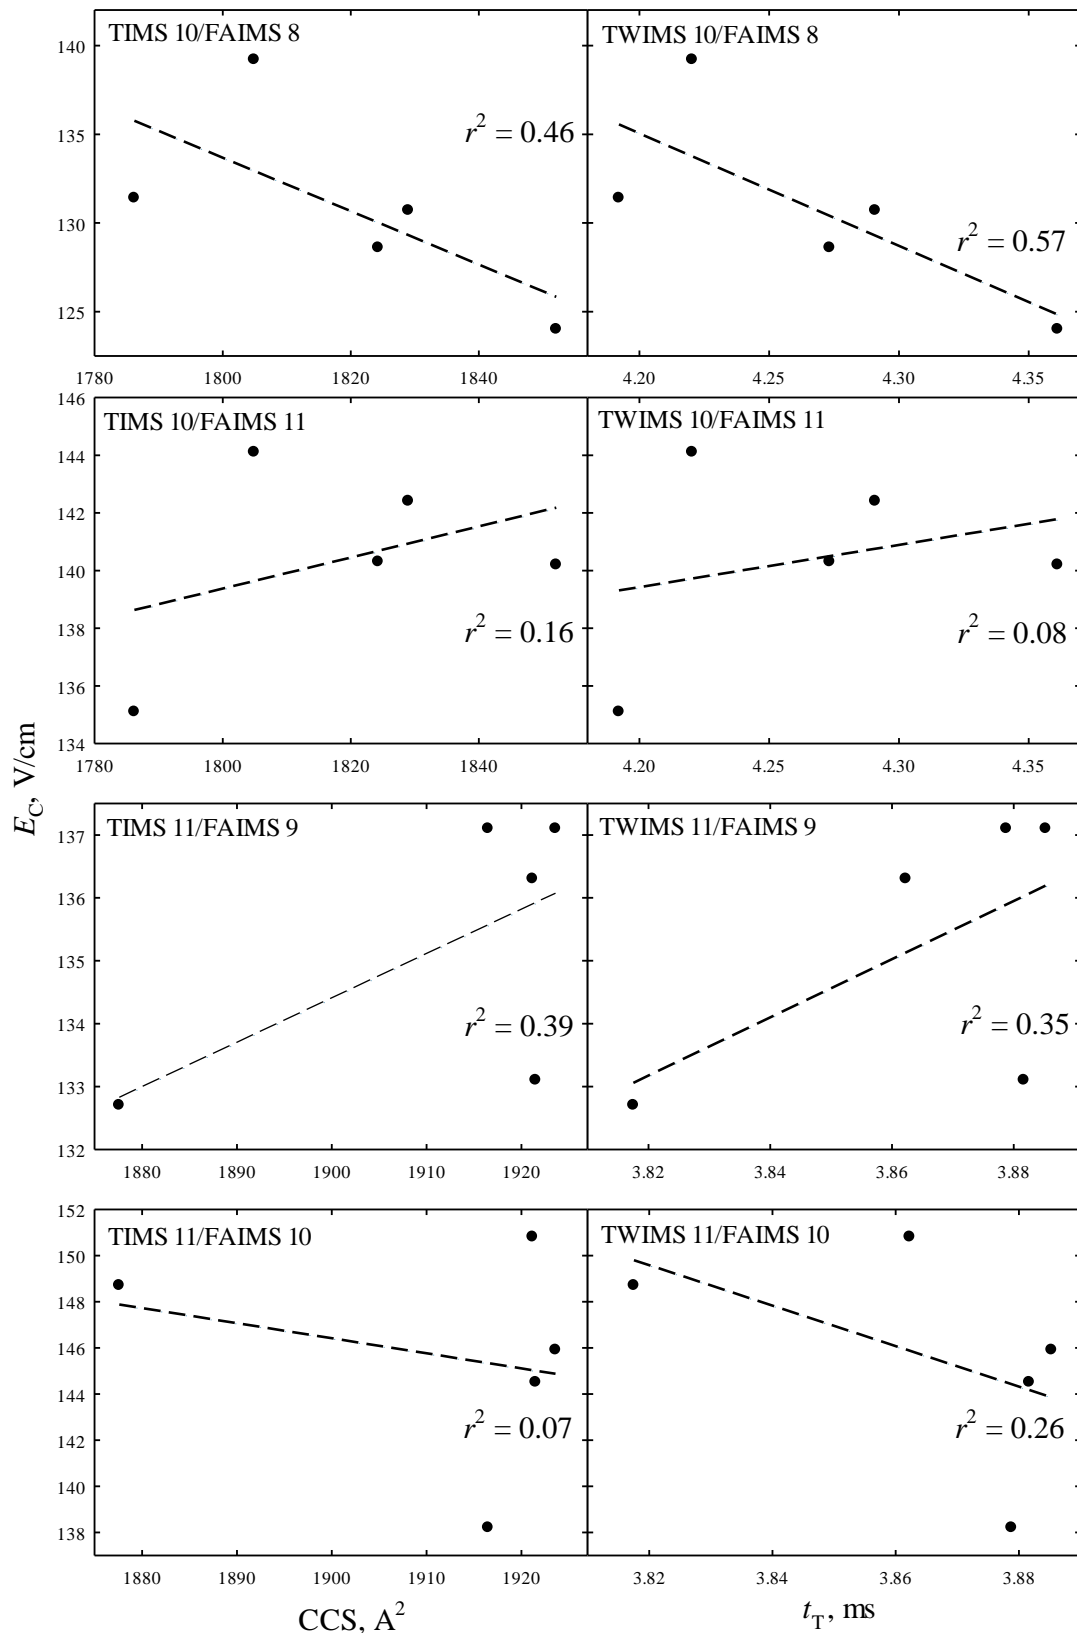 TIMS 10/FAIMS 8
TWIMS 10/FAIMS 8
140
135
130
125
r² = 0.46
r² = 0.57
1780 1800 1820 1840
4.20 4.25 4.30 4.35
TIMS 10/FAIMS 11
TWIMS 10/FAIMS 11
146
144
142
140
138
136
134
r² = 0.16
r² = 0.08
1780 1800 1820 1840
4.20 4.25 4.30 4.35
E_C, V/cm
TIMS 11/FAIMS 9
TWIMS 11/FAIMS 9
137
136
135
134
133
132
r² = 0.39
r² = 0.35
1880 1890 1900 1910 1920
3.82 3.84 3.86 3.88
TIMS 11/FAIMS 10
TWIMS 11/FAIMS 10
152
150
148
146
144
142
140
138
r² = 0.07
r² = 0.26
1880 1890 1900 1910 1920
3.82 3.84 3.86 3.88
CCS, A²
t_T, ms